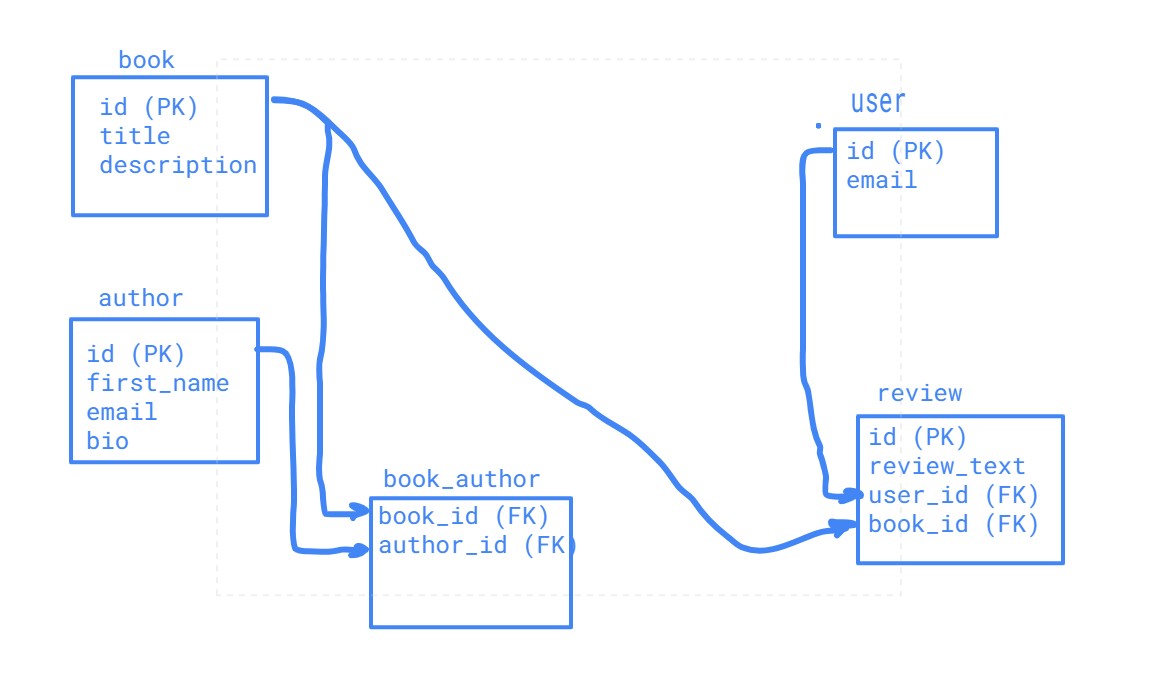 book
id (PK)
title
description
user
id (PK)
email
author
id (PK)
first_name
email
bio
review
id (PK)
review_text
user_id (FK)
book_id (FK)
book_author
book_id (FK)
author_id (FK)